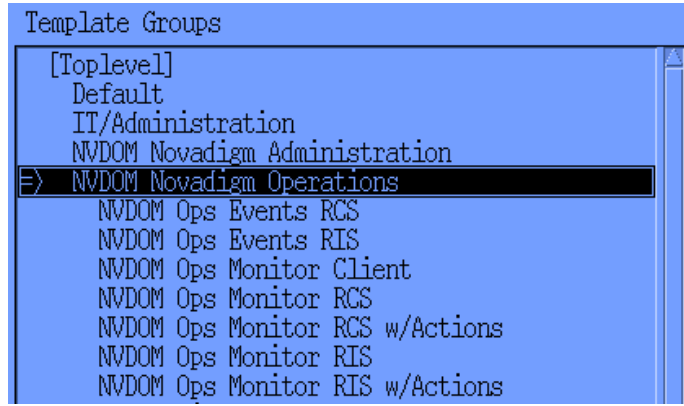 Template Groups
[Toplevel]
Default
IT/Administration
NVDOM Novadigm Administration
=> NVDOM Novadigm Operations
NVDOM Ops Events RCS
NVDOM Ops Events RIS
NVDOM Ops Monitor Client
NVDOM Ops Monitor RCS
NVDOM Ops Monitor RCS w/Actions
NVDOM Ops Monitor RIS
NVDOM Ops Monitor RIS w/Actions